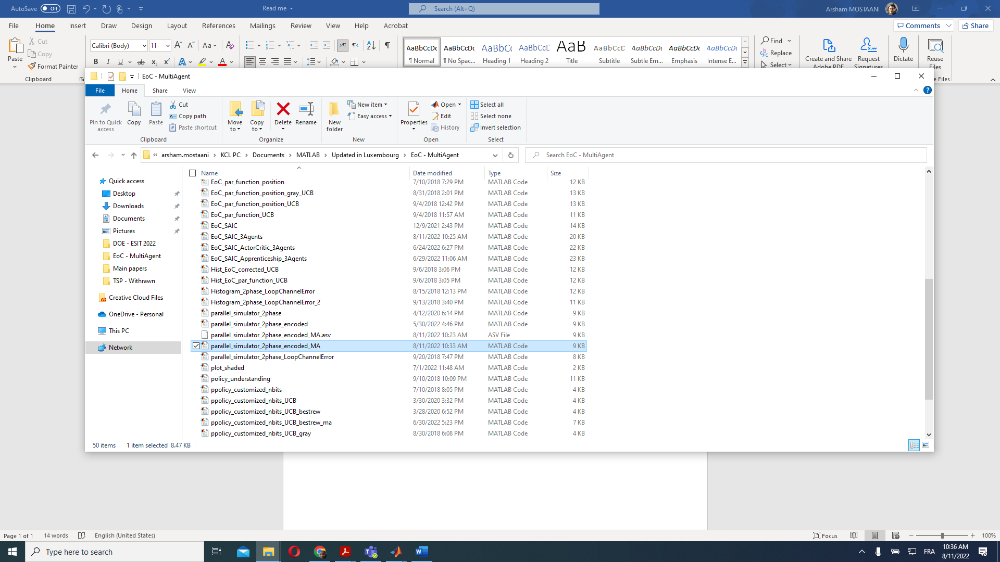 AutoSave Off Read me Search (Alt+Q) Arsham MOSTAANI
File Home Insert Draw Design Layout References Mailings Review View Help Acrobat Comments Share
Paste Cut Copy Format Painter Clipboard
Calibri (Body) 11 Aa
B I U ab x₂ x² A A
AaBbCcDc AaBbCcDc AaBbCc AaBbCcD AaB AaBbCcD AaBbCcDc AaBbCcDc AaBbCcDc
¶ Normal ¶ No Spac... Heading 1 Heading 2 Title Subtitle Subtle Em... Emphasis Intense E...
Find Replace Select
Create and Share Adobe PDF Request Signatures Dictate Reuse Files
e Files
EoC - MultiAgent
File Home Share View
Pin to Quick access Copy Paste Cut Copy path Paste shortcut
Move to Copy to Delete Rename New folder New item Easy access
Properties Open Edit History Select all Select none Invert selection
Clipboard Organize New Open Select
« arsham.mostaani › KCL PC › Documents › MATLAB › Updated in Luxembourg › EoC - MultiAgent Search EoC - MultiAgent
Quick access
Desktop
Downloads
Documents
Pictures
DOE - ESIT 2022
EoC - MultiAgent
Main papers
TSP - Withrawn
Creative Cloud Files
OneDrive - Personal
This PC
Network
Name Date modified Type Size
EoC_par_function_position 7/10/2018 7:29 PM MATLAB Code 12 KB
EoC_par_function_position_gray_UCB 8/31/2018 2:01 PM MATLAB Code 13 KB
EoC_par_function_position_UCB 9/4/2018 12:42 PM MATLAB Code 13 KB
EoC_par_function_UCB 9/4/2018 11:57 AM MATLAB Code 11 KB
EoC_SAIC 12/9/2021 2:43 PM MATLAB Code 14 KB
EoC_SAIC_3Agents 8/11/2022 10:25 AM MATLAB Code 20 KB
EoC_SAIC_ActorCritic_3Agents 6/24/2022 6:27 PM MATLAB Code 22 KB
EoC_SAIC_Apprenticeship_3Agents 6/29/2022 11:06 AM MATLAB Code 23 KB
Hist_EoC_corrected_UCB 9/6/2018 3:06 PM MATLAB Code 12 KB
Hist_EoC_par_function_UCB 9/6/2018 3:05 PM MATLAB Code 12 KB
Histogram_2phase_LoopChannelError 8/15/2018 12:13 PM MATLAB Code 12 KB
Histogram_2phase_LoopChannelError_2 9/13/2018 3:40 PM MATLAB Code 11 KB
parallel_simulator_2phase 4/12/2020 6:14 PM MATLAB Code 9 KB
parallel_simulator_2phase_encoded 5/30/2022 4:46 PM MATLAB Code 9 KB
parallel_simulator_2phase_encoded_MA.asv 8/11/2022 10:23 AM ASV File 9 KB
parallel_simulator_2phase_encoded_MA 8/11/2022 10:33 AM MATLAB Code 9 KB
parallel_simulator_2phase_LoopChannelError 9/20/2018 7:47 PM MATLAB Code 8 KB
plot_shaded 7/1/2022 11:48 AM MATLAB Code 2 KB
policy_understanding 9/10/2018 10:09 PM MATLAB Code 11 KB
ppolicy_customized_nbits 7/10/2018 8:05 PM MATLAB Code 4 KB
ppolicy_customized_nbits_UCB 3/30/2020 3:32 PM MATLAB Code 4 KB
ppolicy_customized_nbits_UCB_bestrew 3/28/2020 6:52 PM MATLAB Code 4 KB
ppolicy_customized_nbits_UCB_bestrew_ma 6/30/2022 5:23 PM MATLAB Code 7 KB
ppolicy_customized_nbits_UCB_gray 8/30/2018 6:08 PM MATLAB Code 4 KB
50 items 1 item selected 8.47 KB
Page 1 of 1 14 words English (United States) Focus 100%
Type here to search FRA 10:36 AM
8/11/2022